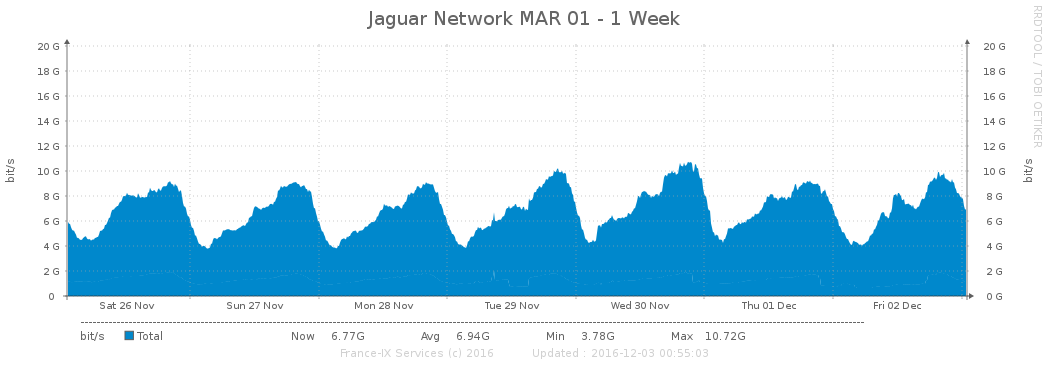 Jaguar Network MAR 01 - 1 Week
RRDTOOL / TOBI OETIKER
20 G 20 G
18 G 18 G
16 G 16 G
14 G 14 G
12 G 12 G
10 G 10 G
8 G 8 G
6 G 6 G
4 G 4 G
2 G 2 G
0 0 G
bit/s
bit/s
Sat 26 Nov Sun 27 Nov Mon 28 Nov Tue 29 Nov Wed 30 Nov Thu 01 Dec Fri 02 Dec
bit/s Total Now 6.77G Avg 6.94G Min 3.78G Max 10.72G
France-IX Services (c) 2016 Updated : 2016-12-03 00:55:03